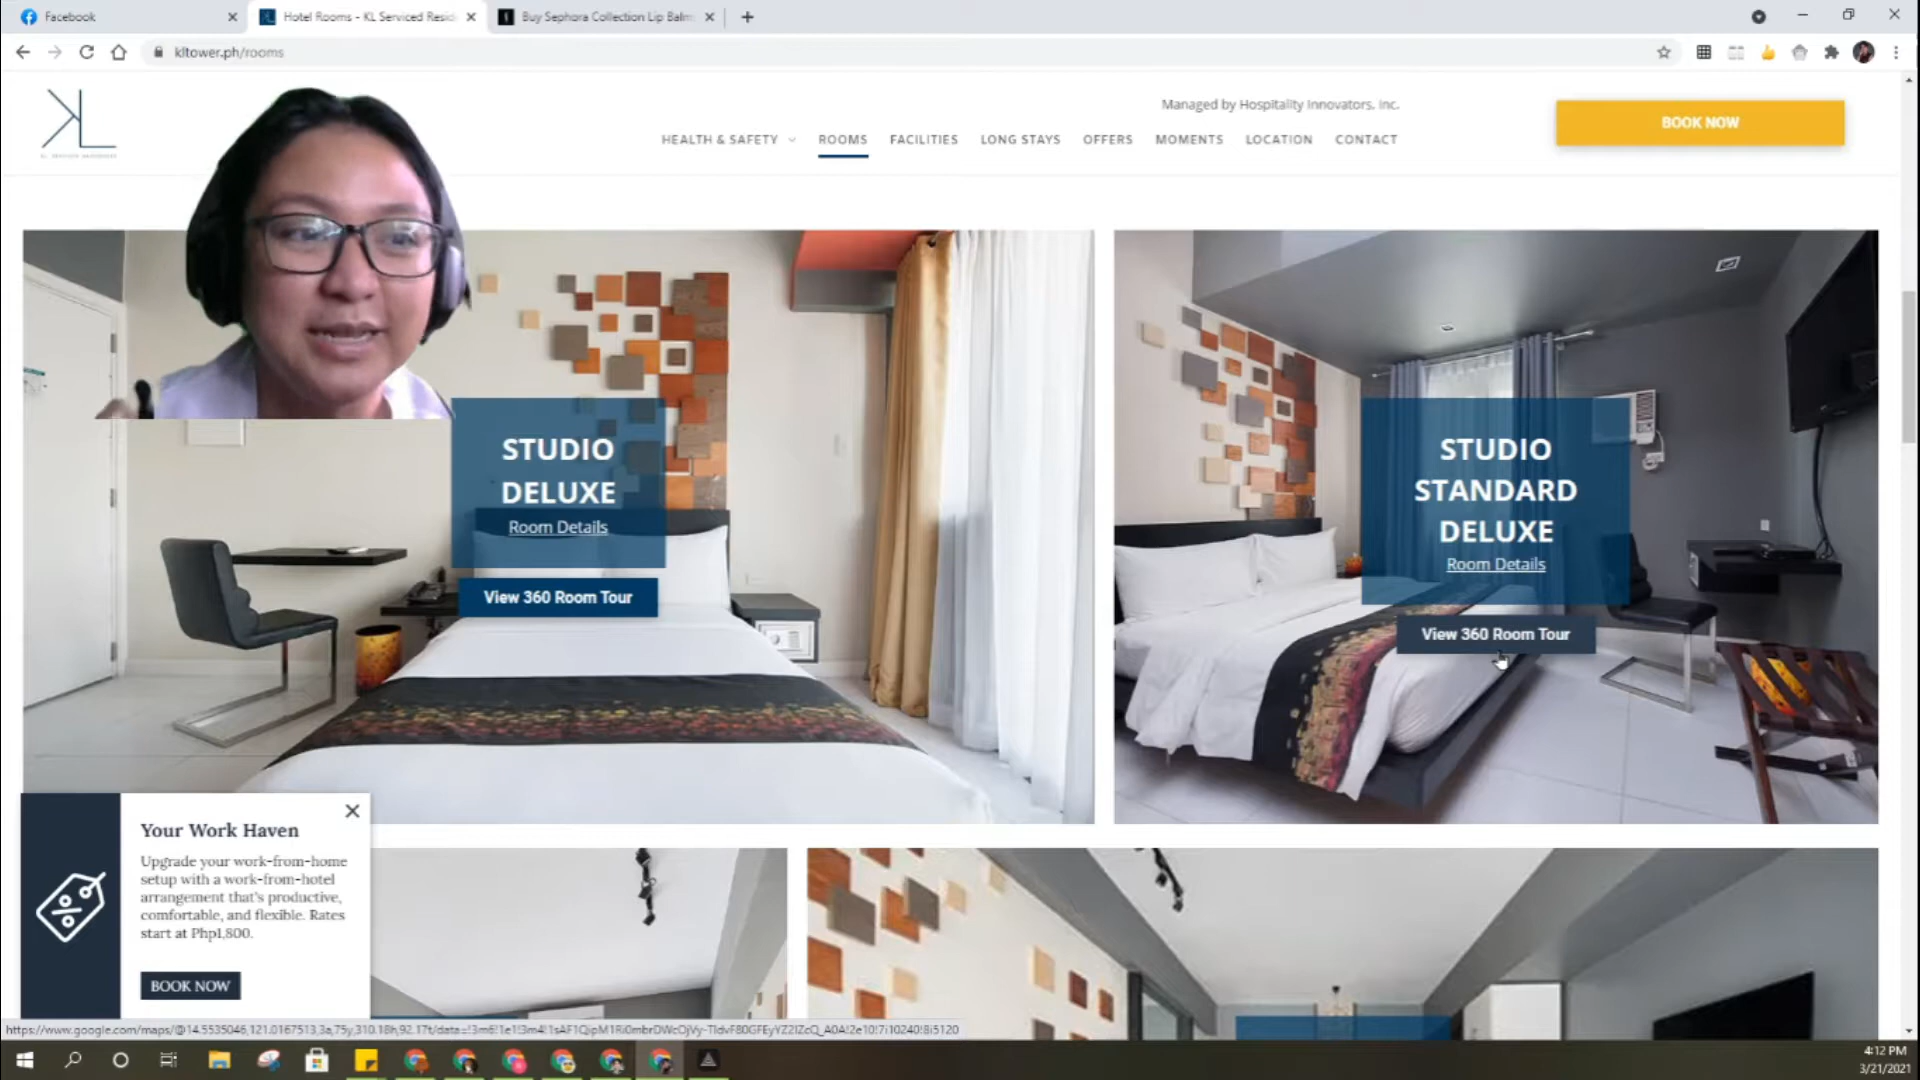 Facebook
Hotel Rooms - KL Serviced Resid
Buy Sephora Collection Lip Balm
kltower.ph/rooms
Managed by Hospitality Innovators, Inc.
BOOK NOW
HEALTH & SAFETY
ROOMS
FACILITIES
LONG STAYS
OFFERS
MOMENTS
LOCATION
CONTACT
KL
STUDIO
DELUXE
Room Details
View 360 Room Tour
STUDIO
STANDARD
DELUXE
Room Details
View 360 Room Tour
Your Work Haven
Upgrade your work-from-home
setup with a work-from-hotel
arrangement that's productive,
comfortable, and flexible. Rates
start at Php1,800.
BOOK NOW
4:12 PM
3/21/2021